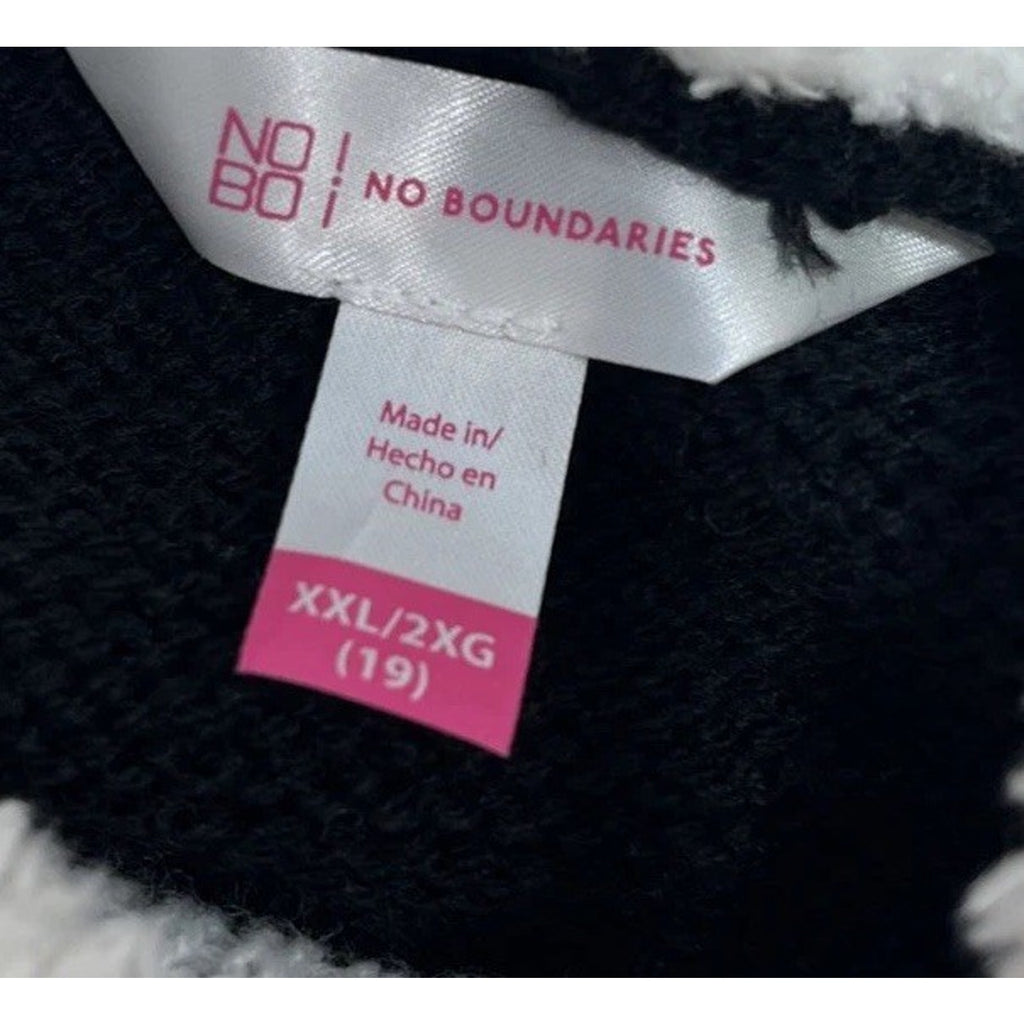 NO
BO
NO BOUNDARIES
Made in/
Hecho en
China
XXL/2XG
(19)